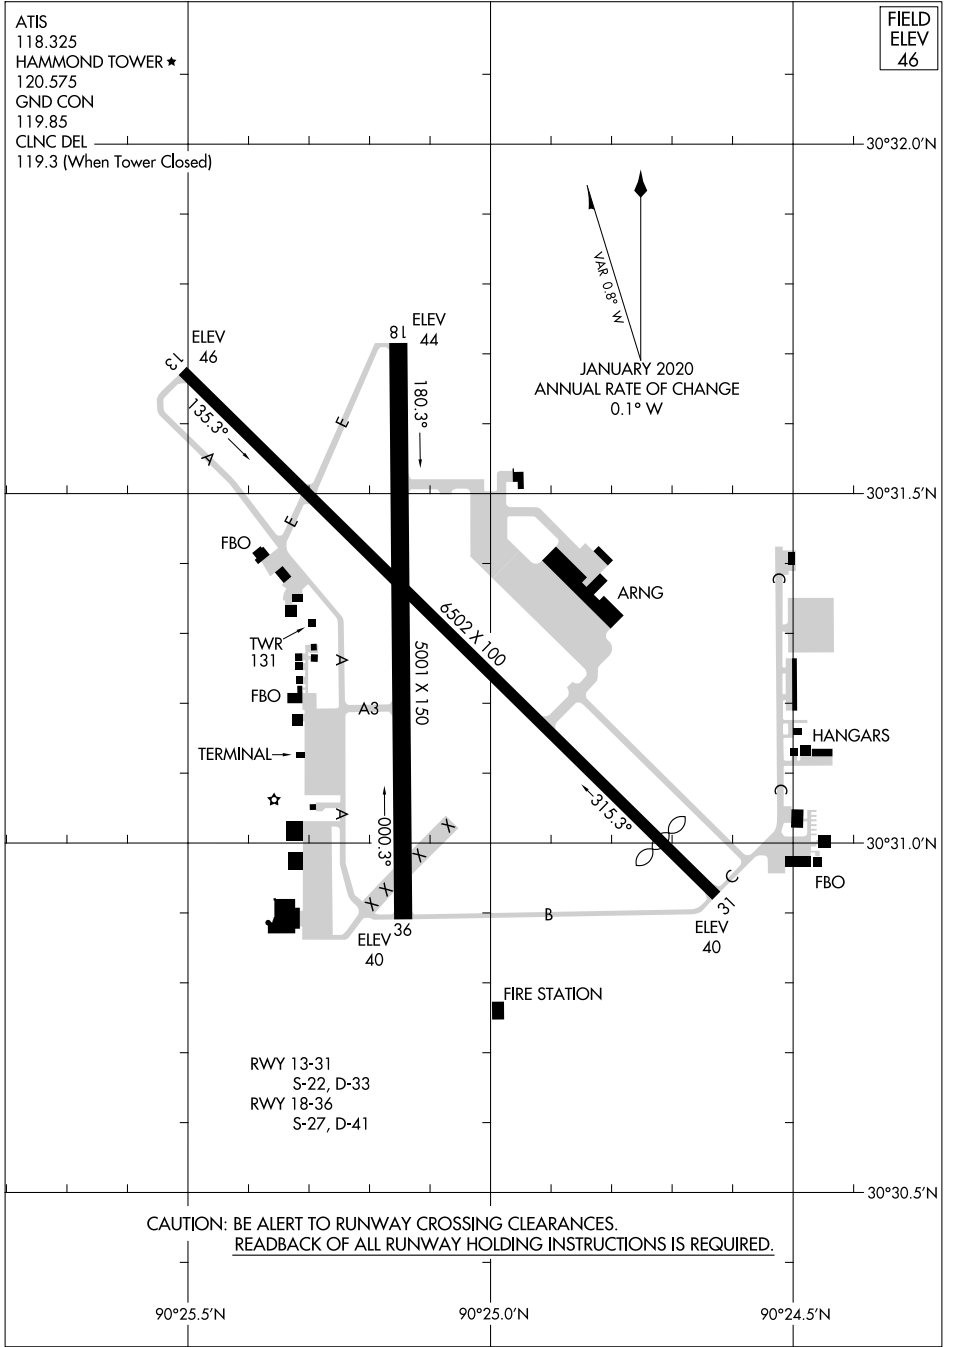 ATIS
118.325
HAMMOND TOWER ★
120.575
GND CON
119.85
CLNC DEL
119.3 (When Tower Closed)
FIELD
ELEV
46
30°32.0'N
VAR 0.8° W
JANUARY 2020
ANNUAL RATE OF CHANGE
0.1° W
13
ELEV
46
18
ELEV
44
135.3°
180.3°
A
E
E
30°31.5'N
FBO
ARNG
C
TWR
131
A
6502 X 100
5001 X 150
FBO
A3
TERMINAL
HANGARS
C
A
000.3°
315.3°
X
X
X
X
30°31.0'N
C
FBO
B
31
ELEV
40
36
ELEV
40
FIRE STATION
RWY 13-31
S-22, D-33
RWY 18-36
S-27, D-41
30°30.5'N
CAUTION: BE ALERT TO RUNWAY CROSSING CLEARANCES.
READBACK OF ALL RUNWAY HOLDING INSTRUCTIONS IS REQUIRED.
90°25.5'N
90°25.0'N
90°24.5'N